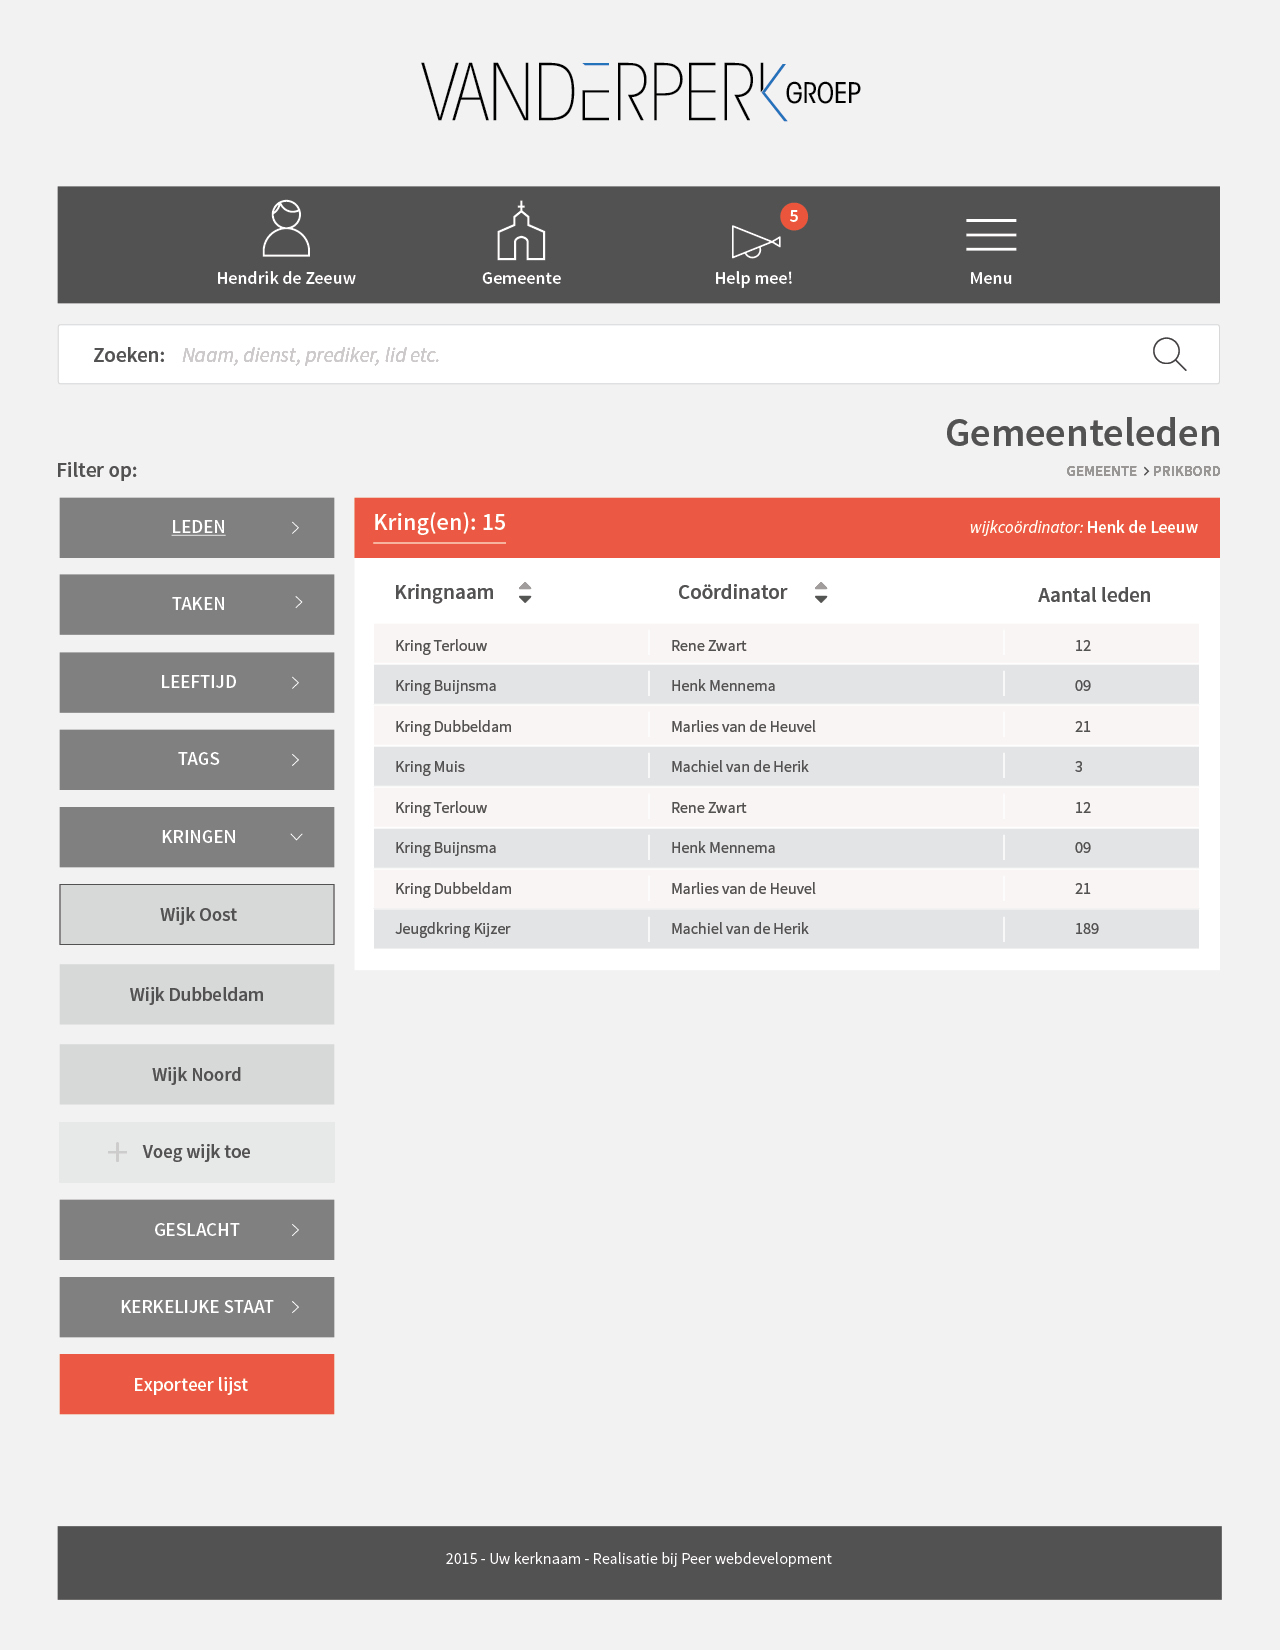 VANDERPERK GROEP
5
Hendrik de Zeeuw Gemeente Help mee! Menu
Zoeken: Naam, dienst, prediker, lid etc.
Gemeenteleden
Filter op:
GEMEENTE > PRIKBORD
LEDEN
TAKEN
LEEFTIJD
TAGS
KRINGEN
Wijk Oost
Wijk Dubbeldam
Wijk Noord
+ Voeg wijk toe
GESLACHT
KERKELIJKE STAAT
Exporteer lijst
Kring(en): 15 wijkcoördinator: Henk de Leeuw
Kringnaam Coördinator Aantal leden
Kring Terlouw Rene Zwart 12
Kring Buijnsma Henk Mennema 09
Kring Dubbeldam Marlies van de Heuvel 21
Kring Muis Machiel van de Herik 3
Kring Terlouw Rene Zwart 12
Kring Buijnsma Henk Mennema 09
Kring Dubbeldam Marlies van de Heuvel 21
Jeugdkring Kijzer Machiel van de Herik 189
2015 - Uw kerknaam - Realisatie bij Peer webdevelopment